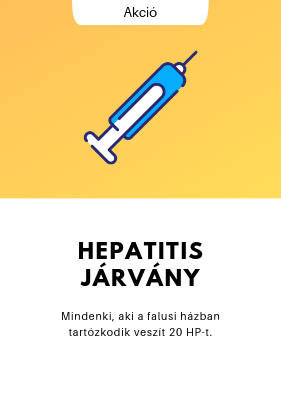 Akció
HEPATITIS
JÁRVÁNY
Mindenki, aki a falusi házban
tartózkodik veszít 20 HP-t.